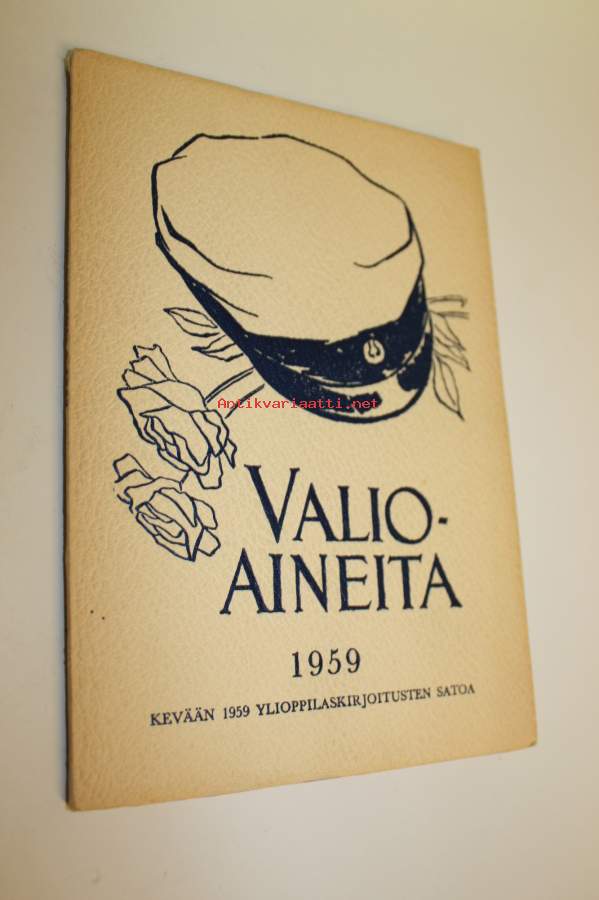 Antikvariaatti.net
VALIO-
AINEITA
1959
KEVÄÄN 1959 YLIOPPILASKIRJOITUSTEN SATOA